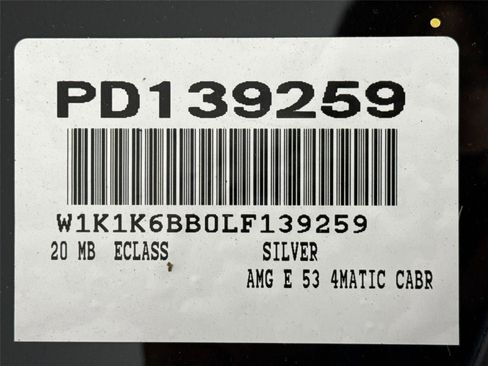 PD139259
W1K1K6BB0LF139259
20 MB ECLASS SILVER
AMG E 53 4MATIC CABR